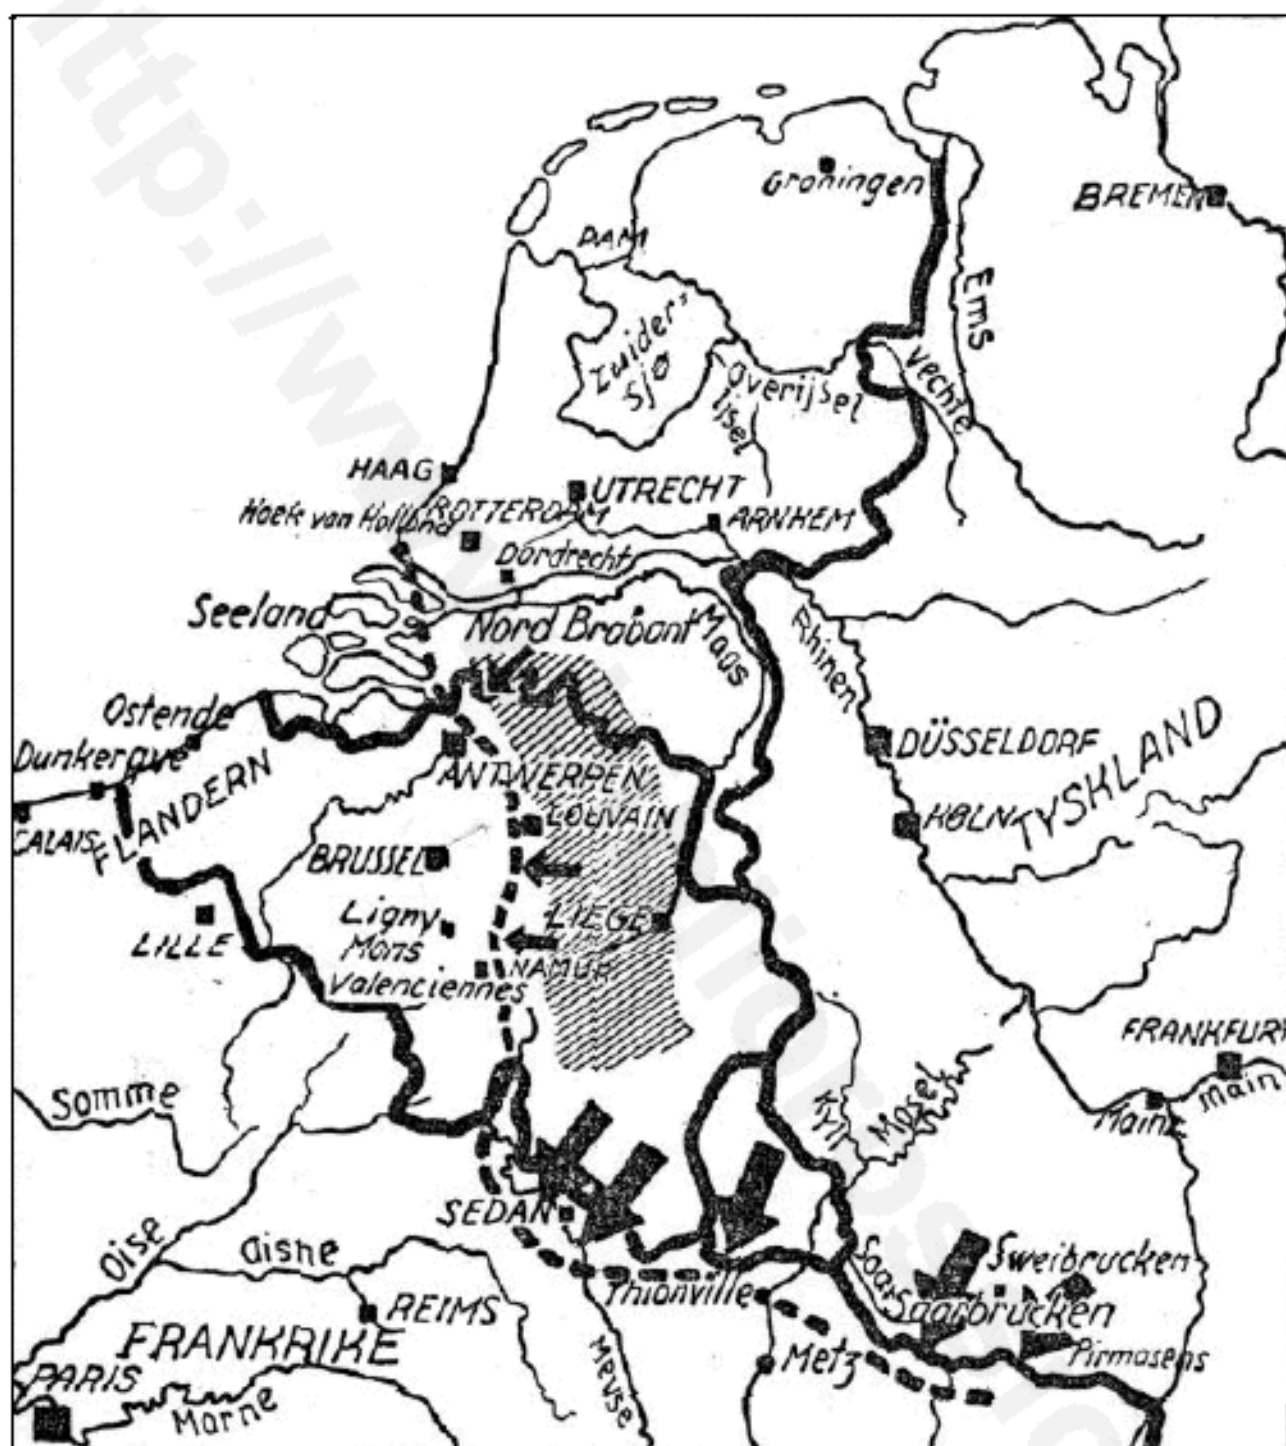 http://www
Groningen
BREMEN
DAM
Ems
Zuider-
sjø
Overijsel
Ijsel
Vechte
HAAG
UTRECHT
Hoek van Holland
ROTTERDAM
ARNHEM
Dordrecht
Seeland
Nord Brabant
Maas
Rhinen
Ostende
DÜSSELDORF
Dunkerque
FLANDERN
ANTWERPEN
TYSKLAND
CALAIS
LOUVAIN
KØLN
BRUSSEL
Ligny
LIEGE
LILLE
Mons
NAMUR
Valenciennes
FRANKFURT
Somme
Kyll
Mosel
Mainz
Main
SEDAN
Oise
Aisne
Saar
Sweibrucken
Thionville
Saarbrucken
REIMS
FRANKRIKE
Metz
Pirmasens
PARIS
Marne
Meuse